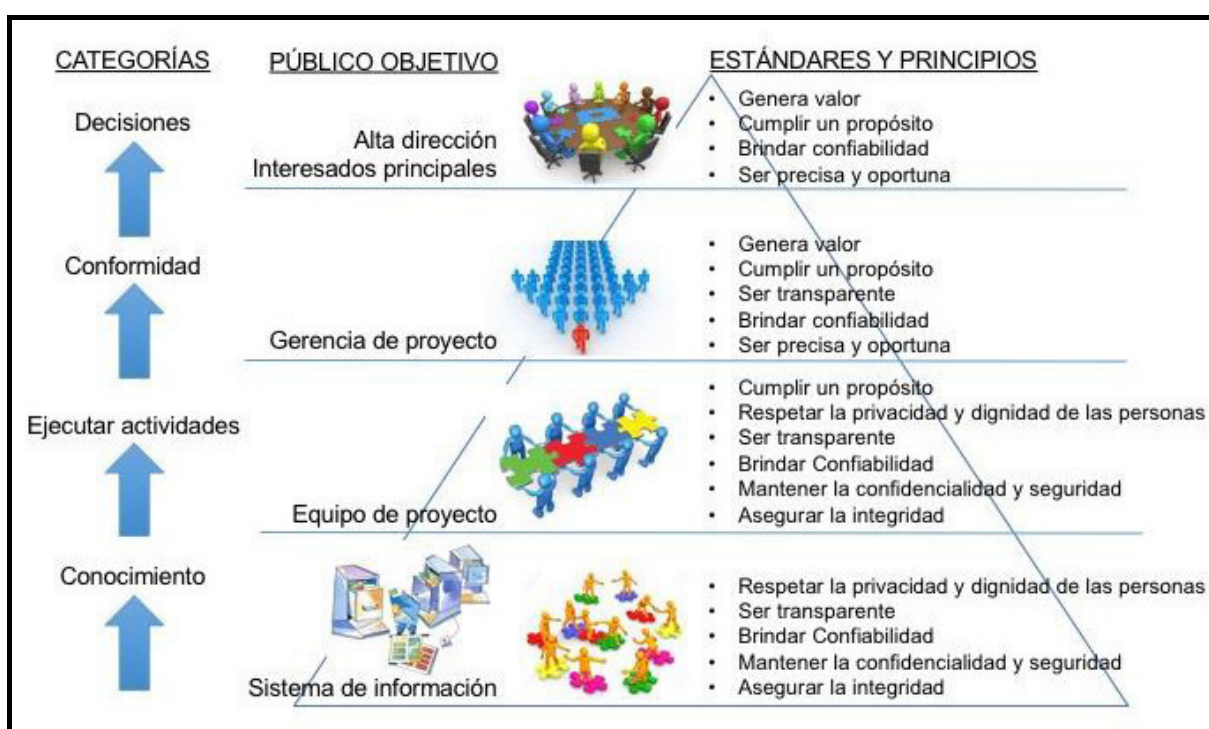 CATEGORÍAS
PÚBLICO OBJETIVO
ESTÁNDARES Y PRINCIPIOS
Decisiones
Alta dirección
Interesados principales
• Genera valor
• Cumplir un propósito
• Brindar confiabilidad
• Ser precisa y oportuna
Conformidad
Gerencia de proyecto
• Genera valor
• Cumplir un propósito
• Ser transparente
• Brindar confiabilidad
• Ser precisa y oportuna
Ejecutar actividades
Equipo de proyecto
• Cumplir un propósito
• Respetar la privacidad y dignidad de las personas
• Ser transparente
• Brindar Confiabilidad
• Mantener la confidencialidad y seguridad
• Asegurar la integridad
Conocimiento
Sistema de información
• Respetar la privacidad y dignidad de las personas
• Ser transparente
• Brindar Confiabilidad
• Mantener la confidencialidad y seguridad
• Asegurar la integridad